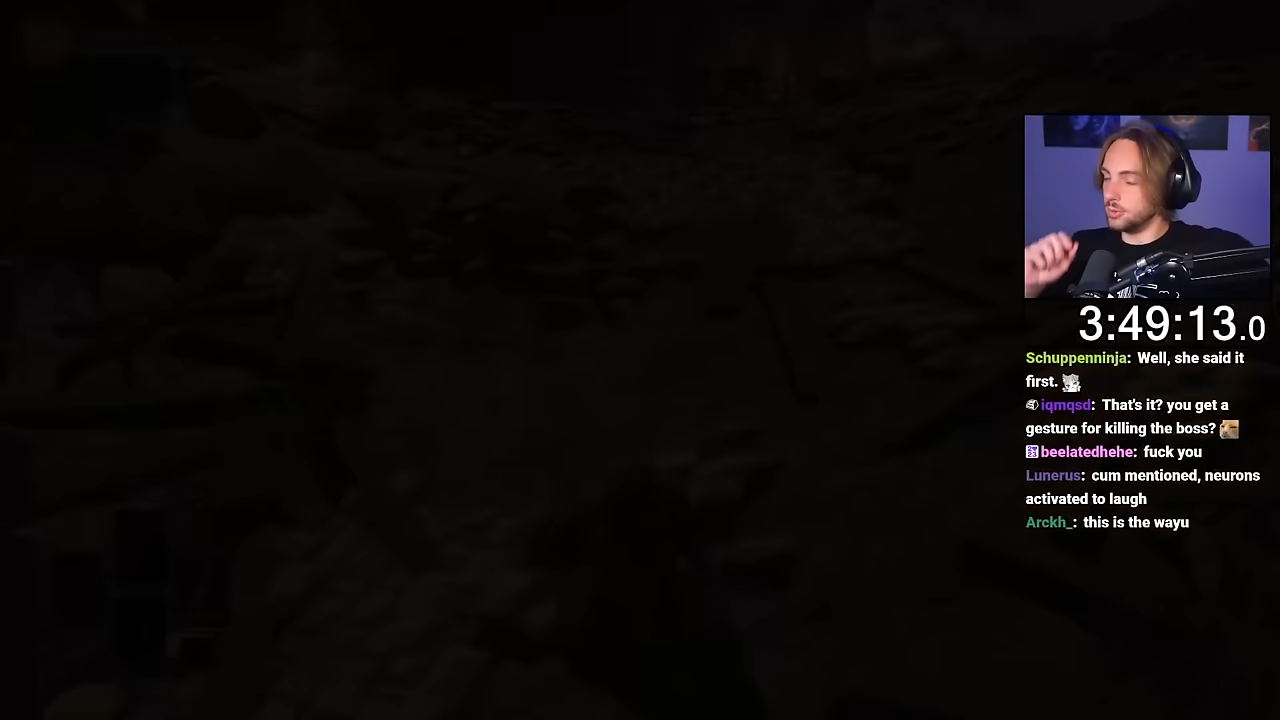 3:49:13.0
Schuppenninja: Well, she said it
first.
iqmqsd: That's it? you get a
gesture for killing the boss?
beelatedhehe: fuck you
Lunerus: cum mentioned, neurons
activated to laugh
Arckh_: this is the wayu